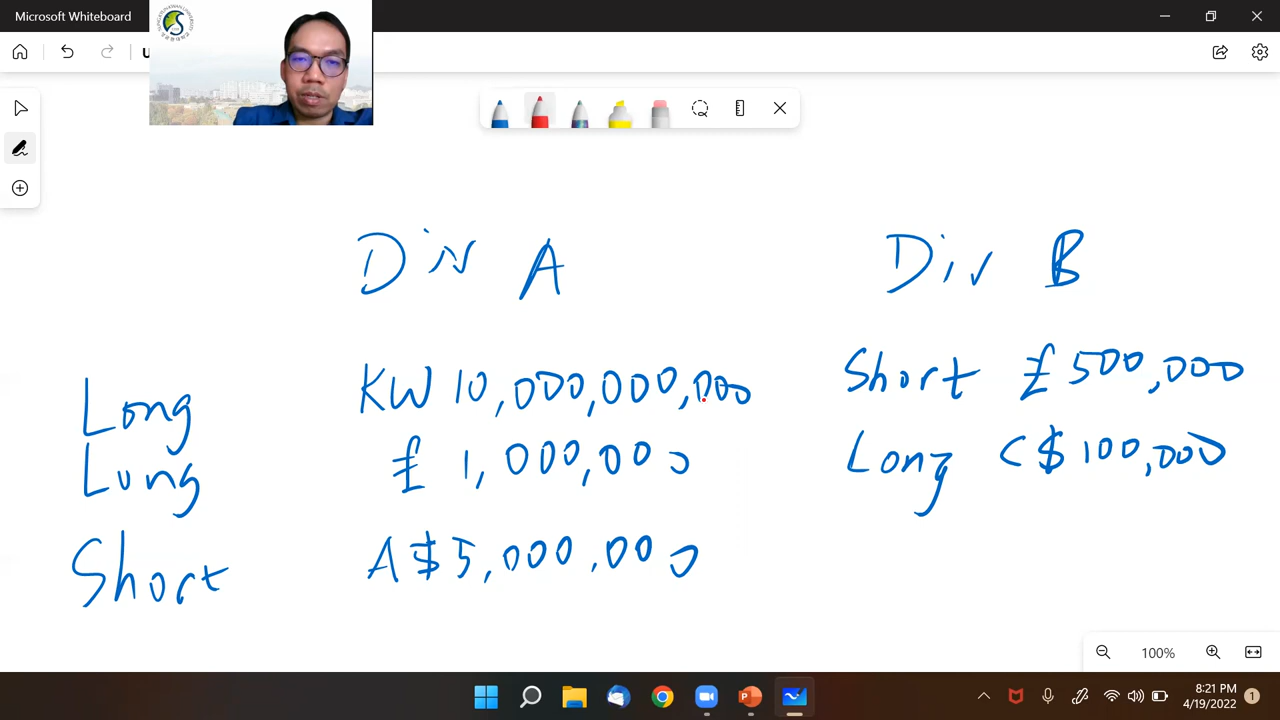 Microsoft Whiteboard
Div A Div B
Long KW 10,000,000,000 Short £ 500,000
Long £ 1,000,000 Long C$ 100,000
Short A$ 5,000,000
100%
8:21 PM
4/19/2022
1